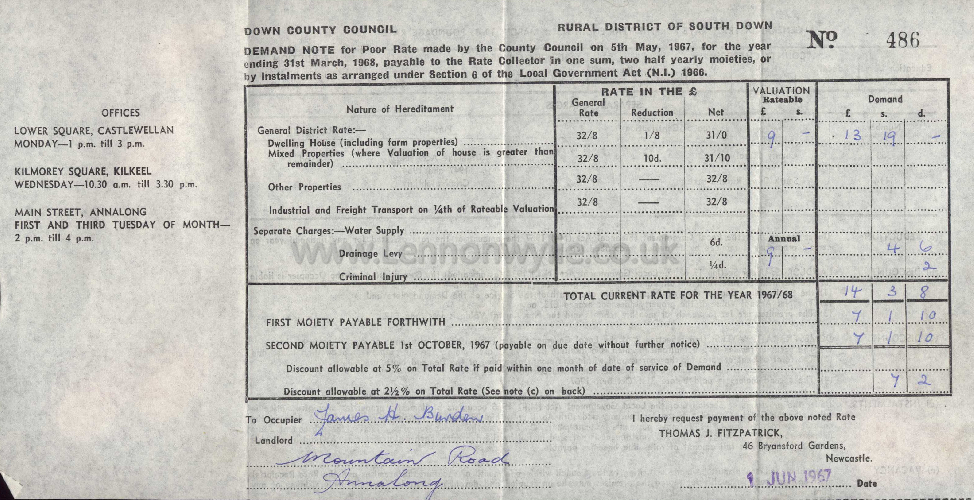 DOWN COUNTY COUNCIL RURAL DISTRICT OF SOUTH DOWN
DEMAND NOTE for Poor Rate made by the County Council on 5th May, 1967, for the year
ending 31st March, 1968, payable to the Rate Collector in one sum, two half yearly moieties, or
by Instalments as arranged under Section 6 of the Local Government Act (N.I.) 1966.
No 486
OFFICES
LOWER SQUARE, CASTLEWELLAN
MONDAY—1 p.m. till 3 p.m.
KILMOREY SQUARE, KILKEEL
WEDNESDAY—10.30 a.m. till 3.30 p.m.
MAIN STREET, ANNALONG
FIRST AND THIRD TUESDAY OF MONTH—
2 p.m. till 4 p.m.
Nature of Hereditament
RATE IN THE £
General Rate Reduction Net
VALUATION
Rateable
£ s.
Demand
£ s. d.
General District Rate:—
Dwelling House (including farm properties) 32/8 1/8 31/0 9 - 13 19 -
Mixed Properties (where Valuation of house is greater than
remainder) 32/8 10d. 31/10
Other Properties 32/8 — 32/8
Industrial and Freight Transport on ¼th of Rateable Valuation 32/8 — 32/8
Separate Charges:—Water Supply
Annual
Drainage Levy 6d. 9 - 4 6
Criminal Injury ¼d. 2
TOTAL CURRENT RATE FOR THE YEAR 1967/68 14 3 8
FIRST MOIETY PAYABLE FORTHWITH 7 1 10
SECOND MOIETY PAYABLE 1st OCTOBER, 1967 (payable on due date without further notice) 7 1 10
Discount allowable at 5% on Total Rate if paid within one month of date of service of Demand
Discount allowable at 2½% on Total Rate (See note (c) on back) 7 2
www.Lennonwylie.co.uk
To Occupier James H. Burden
Landlord
Mountain Road
Annalong
I hereby request payment of the above noted Rate
THOMAS J. FITZPATRICK,
46 Bryansford Gardens,
Newcastle.
JUN 1967 Date